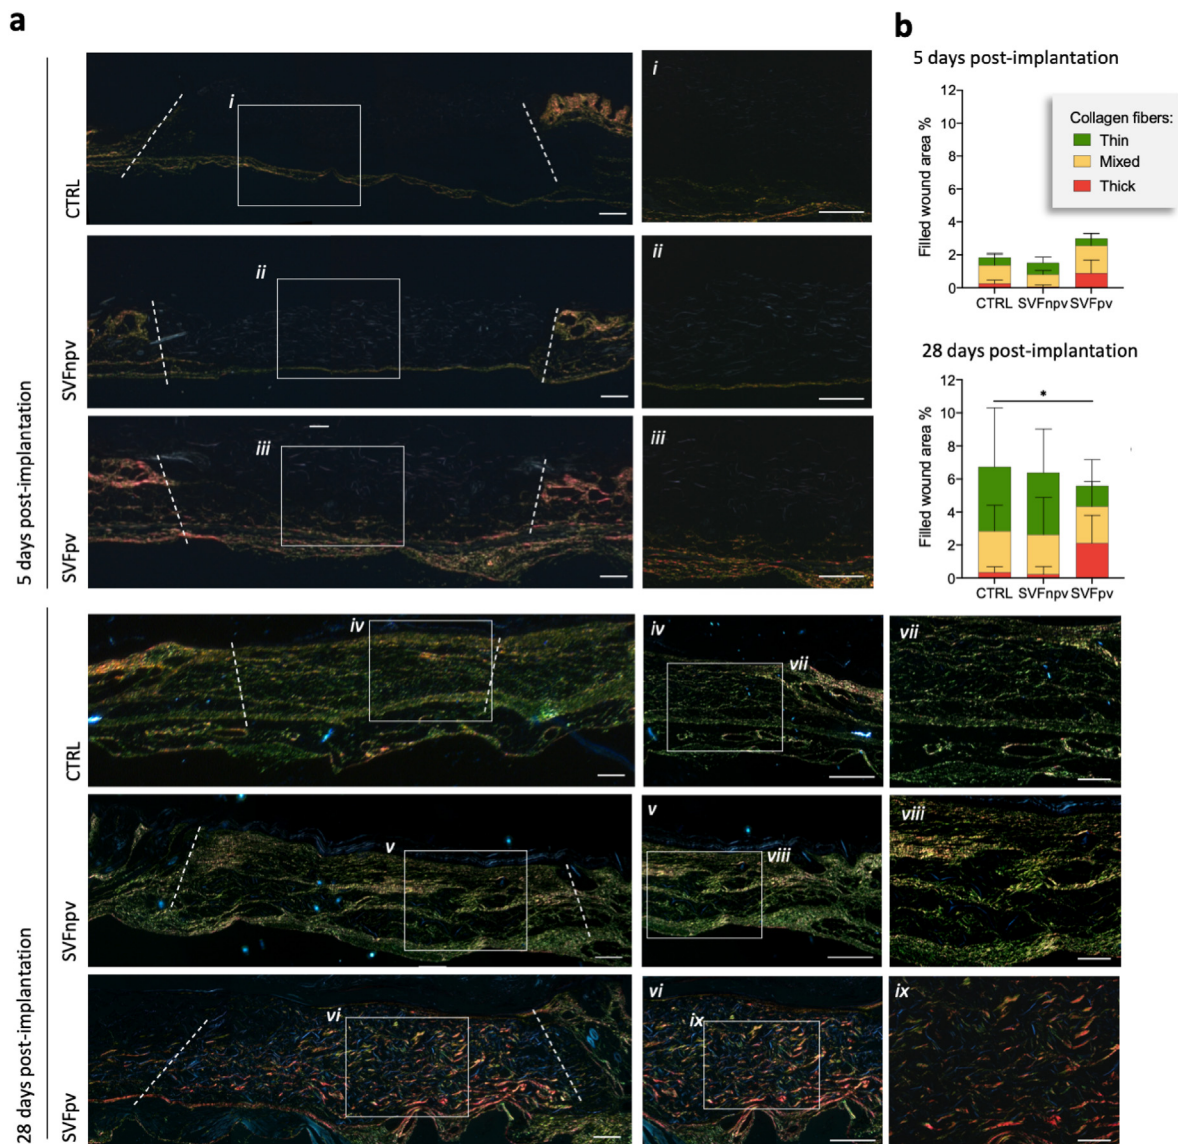 a
b
5 days post-implantation
CTRL
i
i
SVFnpv
ii
ii
SVFpv
iii
iii
5 days post-implantation
Filled wound area %
12
10
8
6
4
2
0
CTRL SVFnpv SVFpv
Collagen fibers:
Thin
Mixed
Thick
28 days post-implantation
Filled wound area %
12
10
8
6
4
2
0
*
CTRL SVFnpv SVFpv
28 days post-implantation
CTRL
iv
iv
vii
vii
SVFnpv
v
v
viii
viii
SVFpv
vi
vi
ix
ix